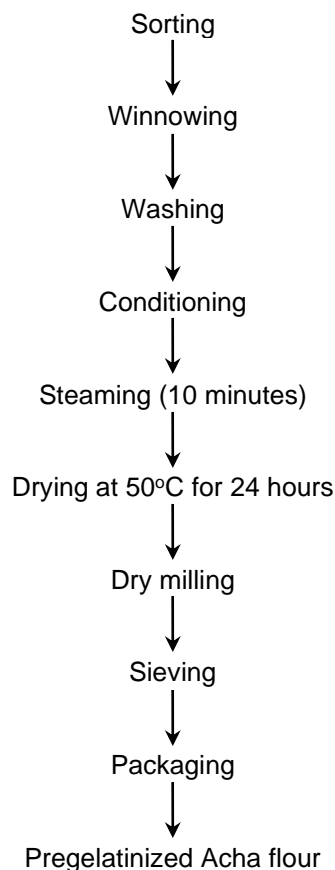 Sorting
Winnowing
Washing
Conditioning
Steaming (10 minutes)
Drying at 50°C for 24 hours
Dry milling
Sieving
Packaging
Pregelatinized Acha flour